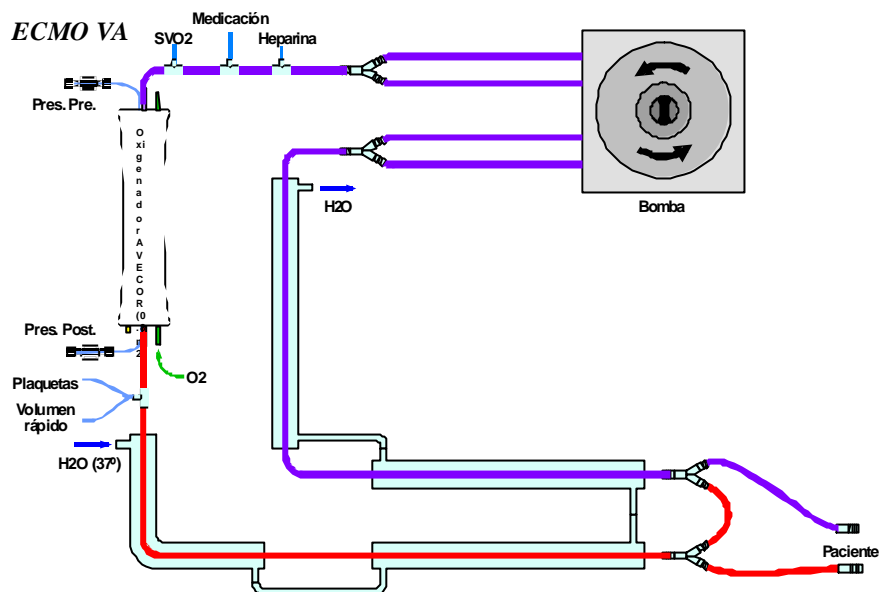 ECMO VA
Medicación
SVO2
Heparina
Pres. Pre.
Oxigenador AVECOR (0
Bomba
H2O
Pres. Post.
O2
Plaquetas
Volumen
rápido
H2O (37º)
Paciente